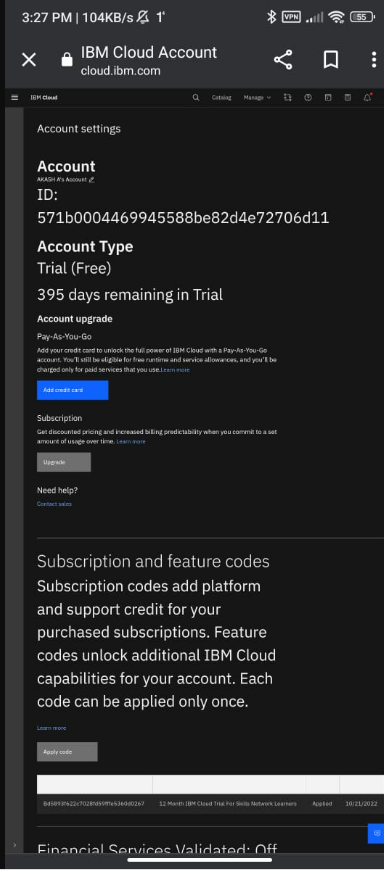 3:27 PM | 104KB/s
VPN
55
IBM Cloud Account
cloud.ibm.com
IBM Cloud
Catalog
Manage
Account settings
Account
AKASH A's Account
ID:
571b0004469945588be82d4e72706d11
Account Type
Trial (Free)
395 days remaining in Trial
Account upgrade
Pay-As-You-Go
Add your credit card to unlock the full power of IBM Cloud with a Pay-As-You-Go
account. You'll still be eligible for free runtime and service allowances, and you'll be
charged only for paid services that you use.Learn more
Add credit card
Subscription
Get discounted pricing and increased billing predictability when you commit to a set
amount of usage over time. Learn more
Upgrade
Need help?
Contact sales
Subscription and feature codes
Subscription codes add platform
and support credit for your
purchased subscriptions. Feature
codes unlock additional IBM Cloud
capabilities for your account. Each
code can be applied only once.
Learn more
Apply code
12 Month IBM Cloud Trial For Skills Network Learners Applied 10/21/2022
Financial Services Validated: Off